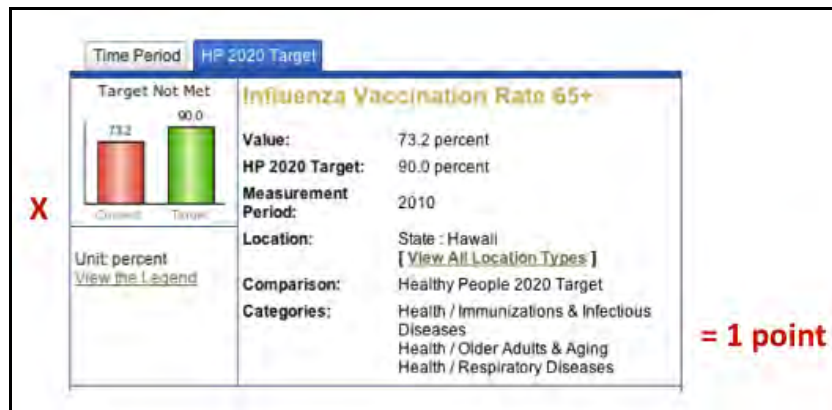 Time Period HP 2020 Target
Target Not Met
73.2 90.0
Current Target
Unit: percent
View the Legend
Influenza Vaccination Rate 65+
Value: 73.2 percent
HP 2020 Target: 90.0 percent
Measurement
Period: 2010
Location: State : Hawaii
[ View All Location Types ]
Comparison: Healthy People 2020 Target
Categories: Health / Immunizations & Infectious
Diseases
Health / Older Adults & Aging
Health / Respiratory Diseases
X
= 1 point